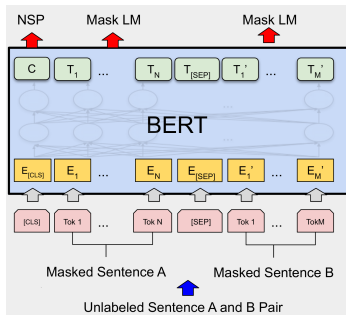 NSP Mask LM Mask LM
C T1 ... TN T[SEP] T1' ... TM'
...
...
BERT
E[CLS] E1 ... EN E[SEP] E1' ... EM'
[CLS] Tok 1 ... Tok N [SEP] Tok 1 ... TokM
Masked Sentence A Masked Sentence B
Unlabeled Sentence A and B Pair